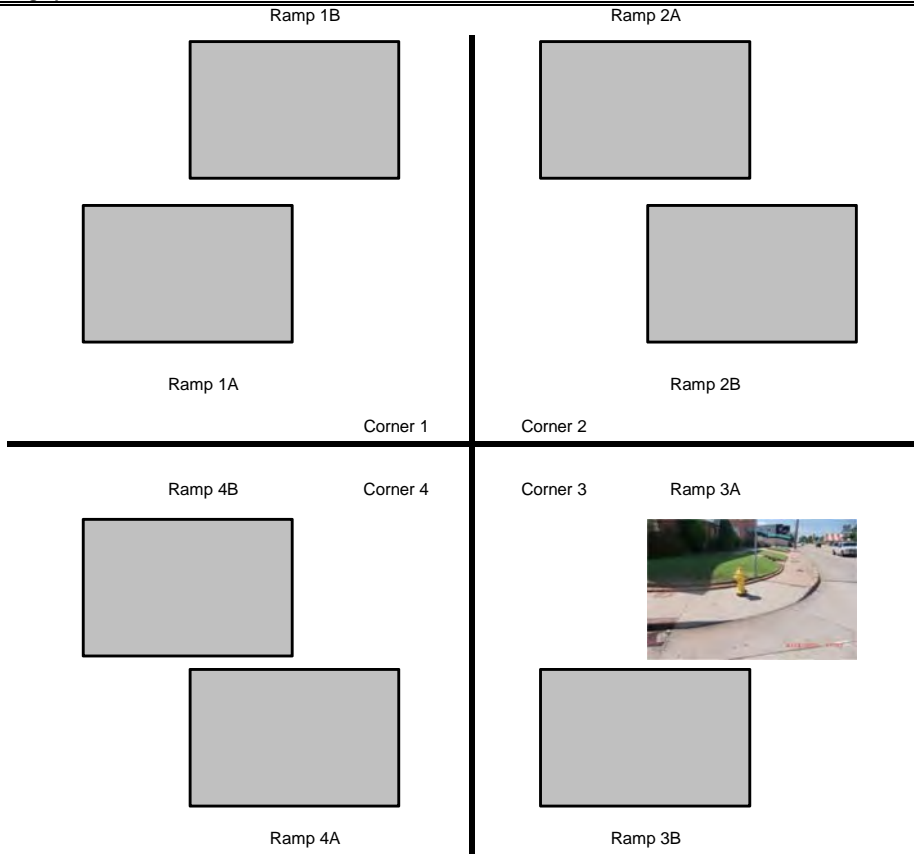 Ramp 1B Ramp 2A
Ramp 1A Ramp 2B
Corner 1 Corner 2
Ramp 4B Corner 4 Corner 3 Ramp 3A
Ramp 4A Ramp 3B